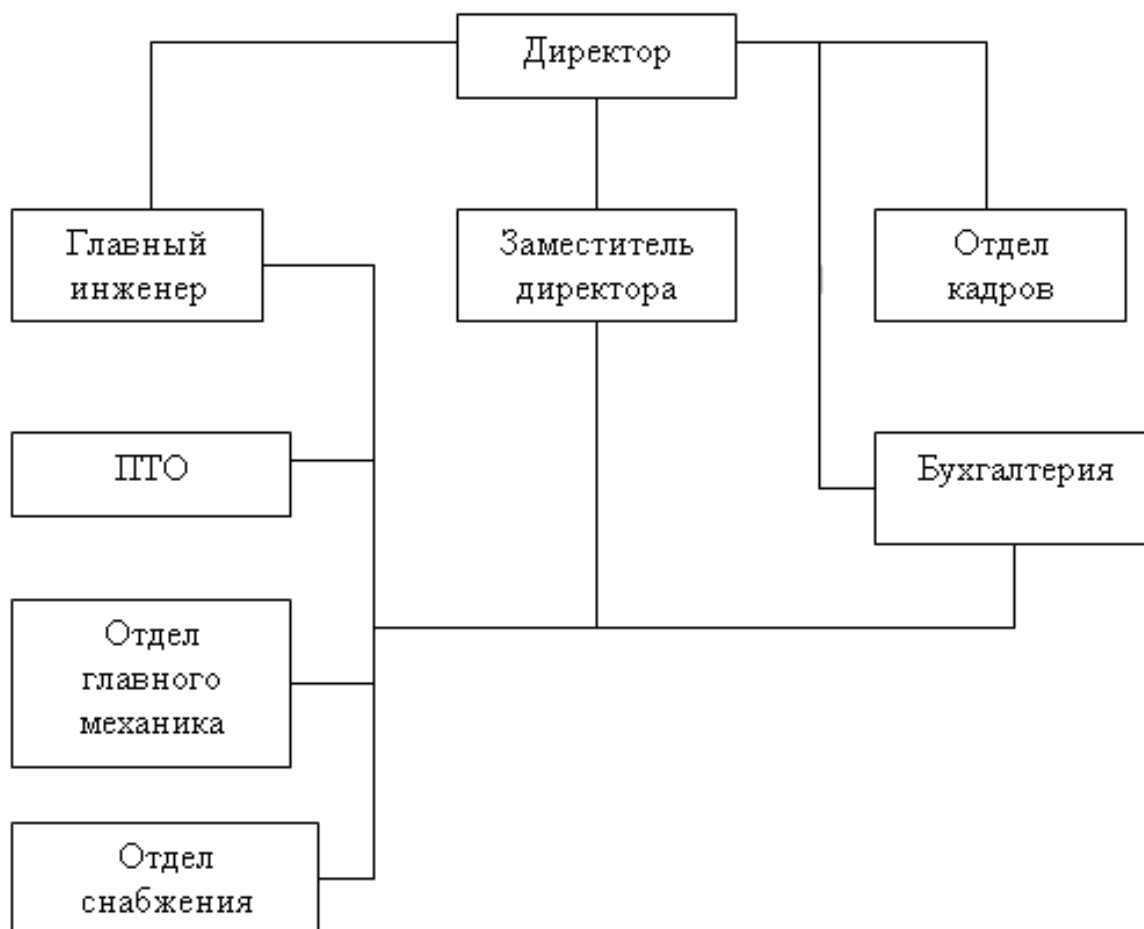 Директор
Главный
инженер
Заместитель
директора
Отдел
кадров
ПТО
Бухгалтерия
Отдел
главного
механика
Отдел
снабжения